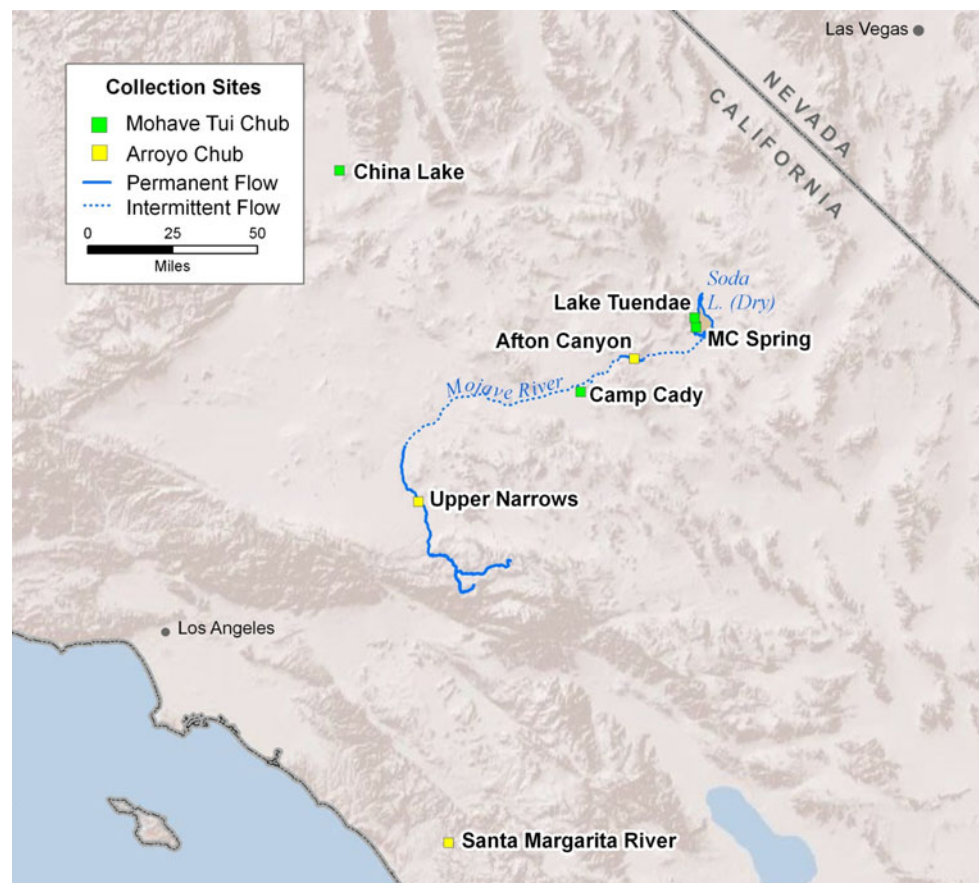 Las Vegas
NEVADA
CALIFORNIA
Collection Sites
Mohave Tui Chub
Arroyo Chub
Permanent Flow
Intermittent Flow
0 25 50
Miles
China Lake
Soda
L. (Dry)
Lake Tuendae
MC Spring
Afton Canyon
Mojave River
Camp Cady
Upper Narrows
Los Angeles
Santa Margarita River